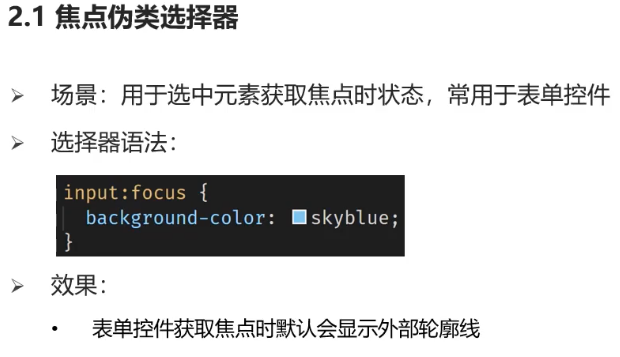 2.1 焦点伪类选择器
➢ 场景：用于选中元素获取焦点时状态，常用于表单控件
➢ 选择器语法：
input:focus {
background-color: skyblue;
}
➢ 效果：
• 表单控件获取焦点时默认会显示外部轮廓线